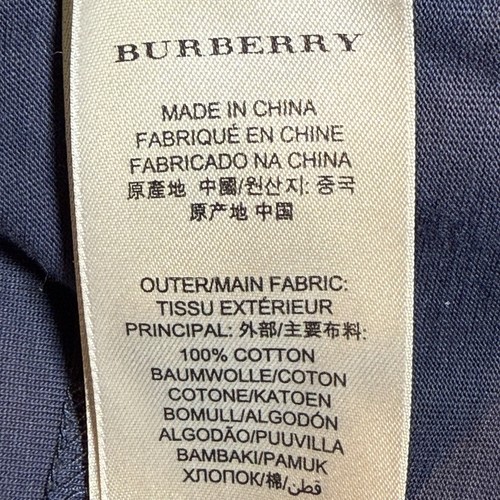 BURBERRY
MADE IN CHINA
FABRIQUÉ EN CHINE
FABRICADO NA CHINA
原產地 中國/원산지: 중국
原产地 中国
OUTER/MAIN FABRIC:
TISSU EXTÉRIEUR
PRINCIPAL: 外部/主要布料:
100% COTTON
BAUMWOLLE/COTON
COTONE/KATOEN
BOMULL/ALGODÓN
ALGODÃO/PUUVILLA
BAMBAKI/PAMUK
ХЛОПОК/棉/قطن